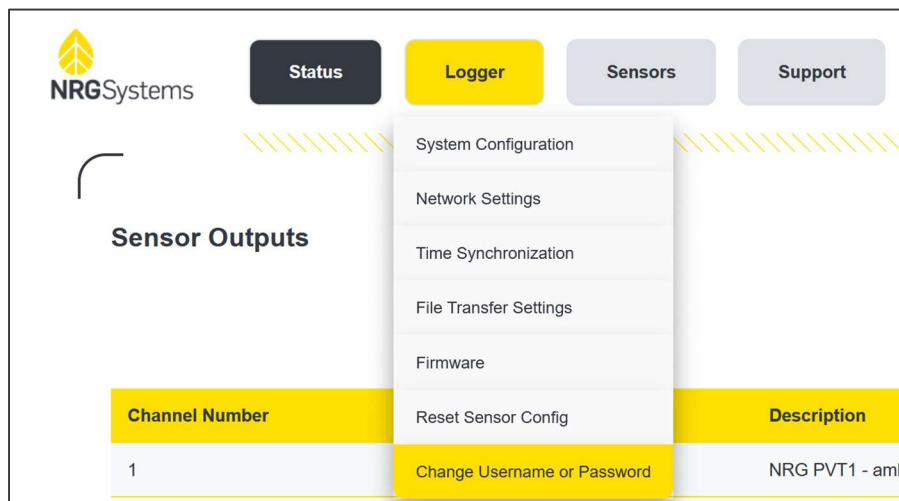 NRGSystems
Status
Logger
Sensors
Support
System Configuration
Network Settings
Sensor Outputs
Time Synchronization
File Transfer Settings
Firmware
Reset Sensor Config
Change Username or Password
Channel Number
Description
1
NRG PVT1 -